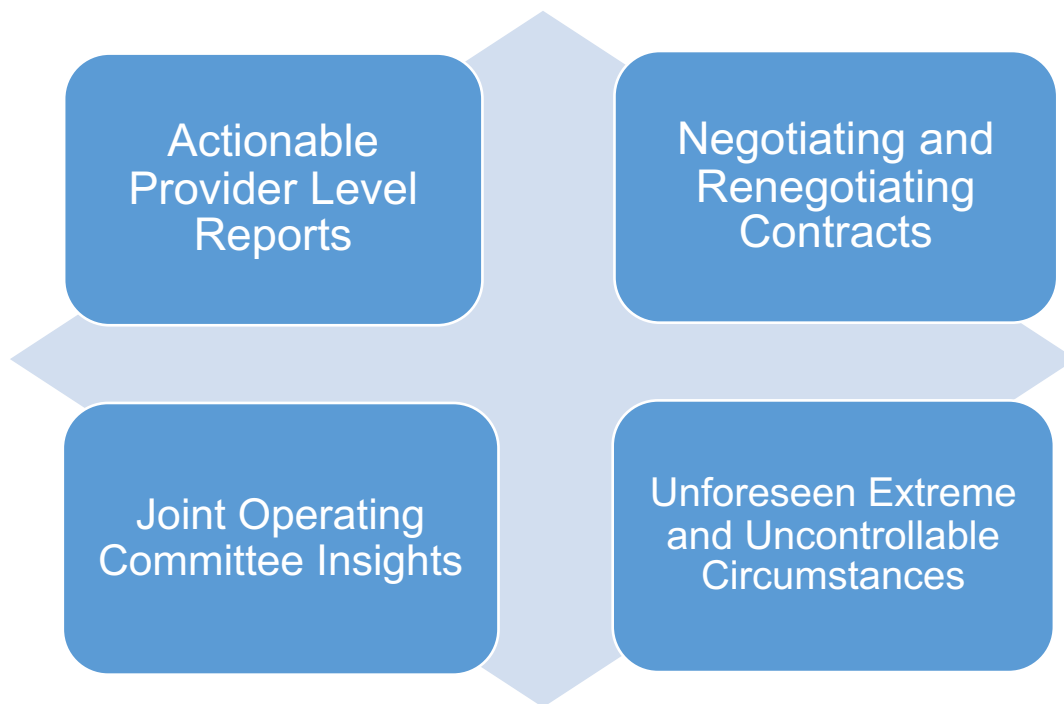 Actionable
Provider Level
Reports
Negotiating and
Renegotiating
Contracts
Joint Operating
Committee Insights
Unforeseen Extreme
and Uncontrollable
Circumstances